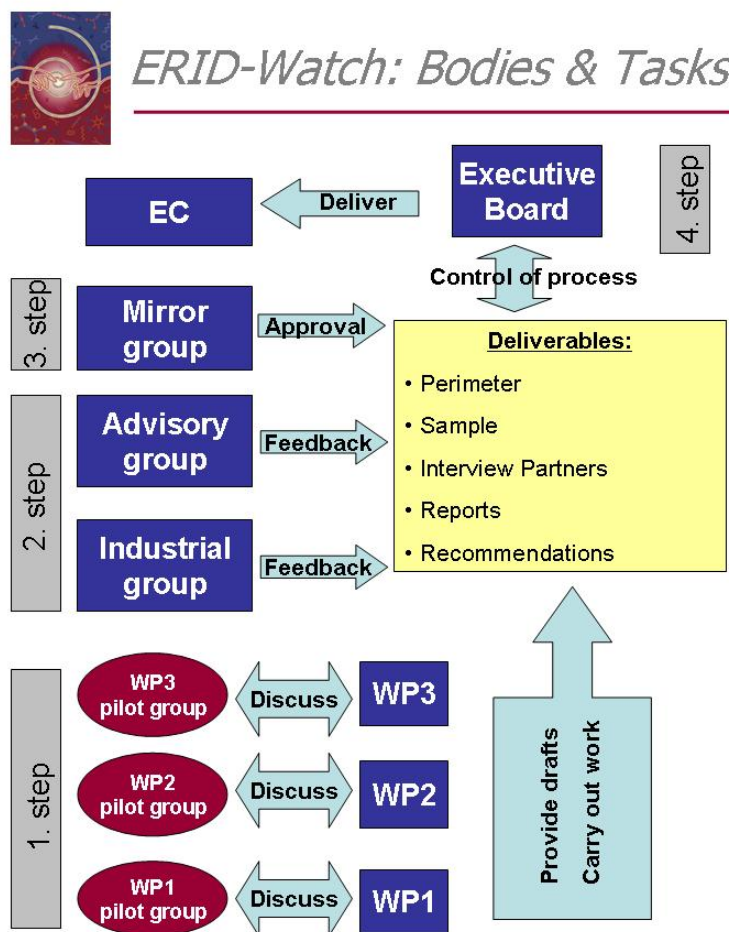 ERID-Watch: Bodies & Tasks
EC
Deliver
Executive
Board
4. step
Control of process
3. step
Mirror
group
Approval
Deliverables:
• Perimeter
• Sample
• Interview Partners
• Reports
• Recommendations
2. step
Advisory
group
Feedback
Industrial
group
Feedback
1. step
WP3
pilot group
Discuss
WP3
WP2
pilot group
Discuss
WP2
WP1
pilot group
Discuss
WP1
Provide drafts
Carry out work